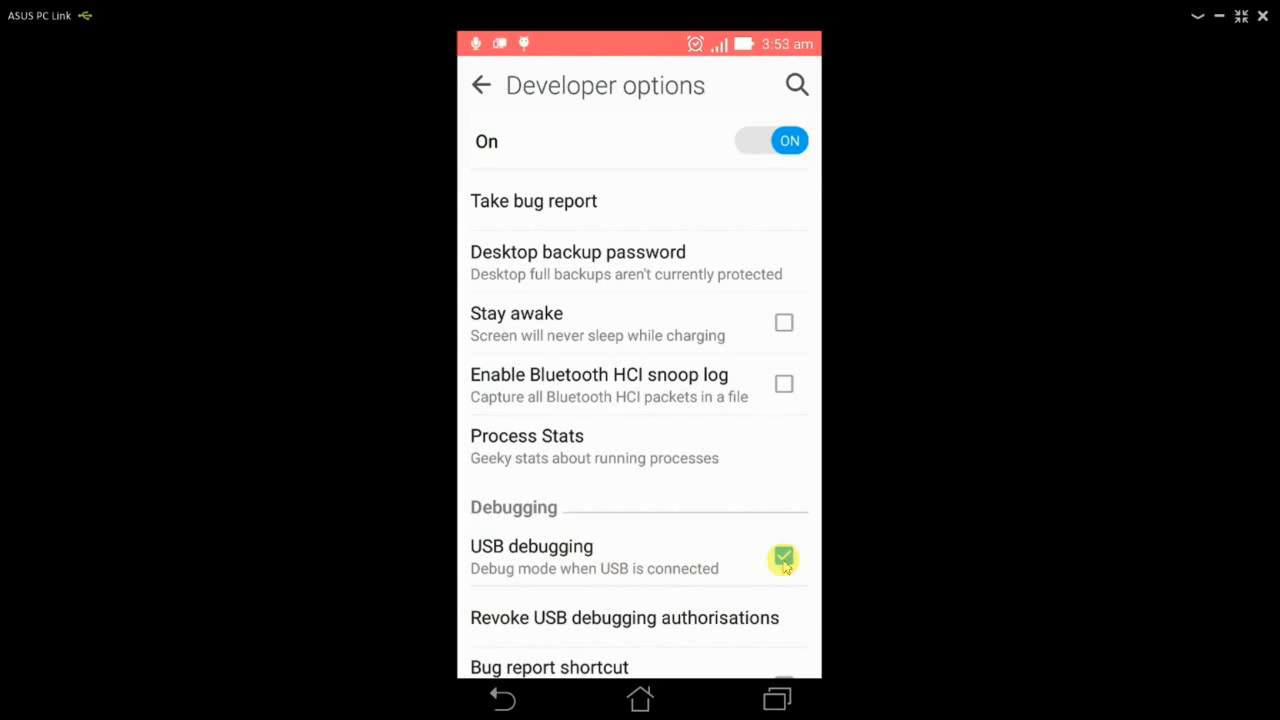 ASUS PC Link
3:53 am
Developer options
On
ON
Take bug report
Desktop backup password
Desktop full backups aren't currently protected
Stay awake
Screen will never sleep while charging
Enable Bluetooth HCI snoop log
Capture all Bluetooth HCI packets in a file
Process Stats
Geeky stats about running processes
Debugging
USB debugging
Debug mode when USB is connected
Revoke USB debugging authorisations
Bug report shortcut